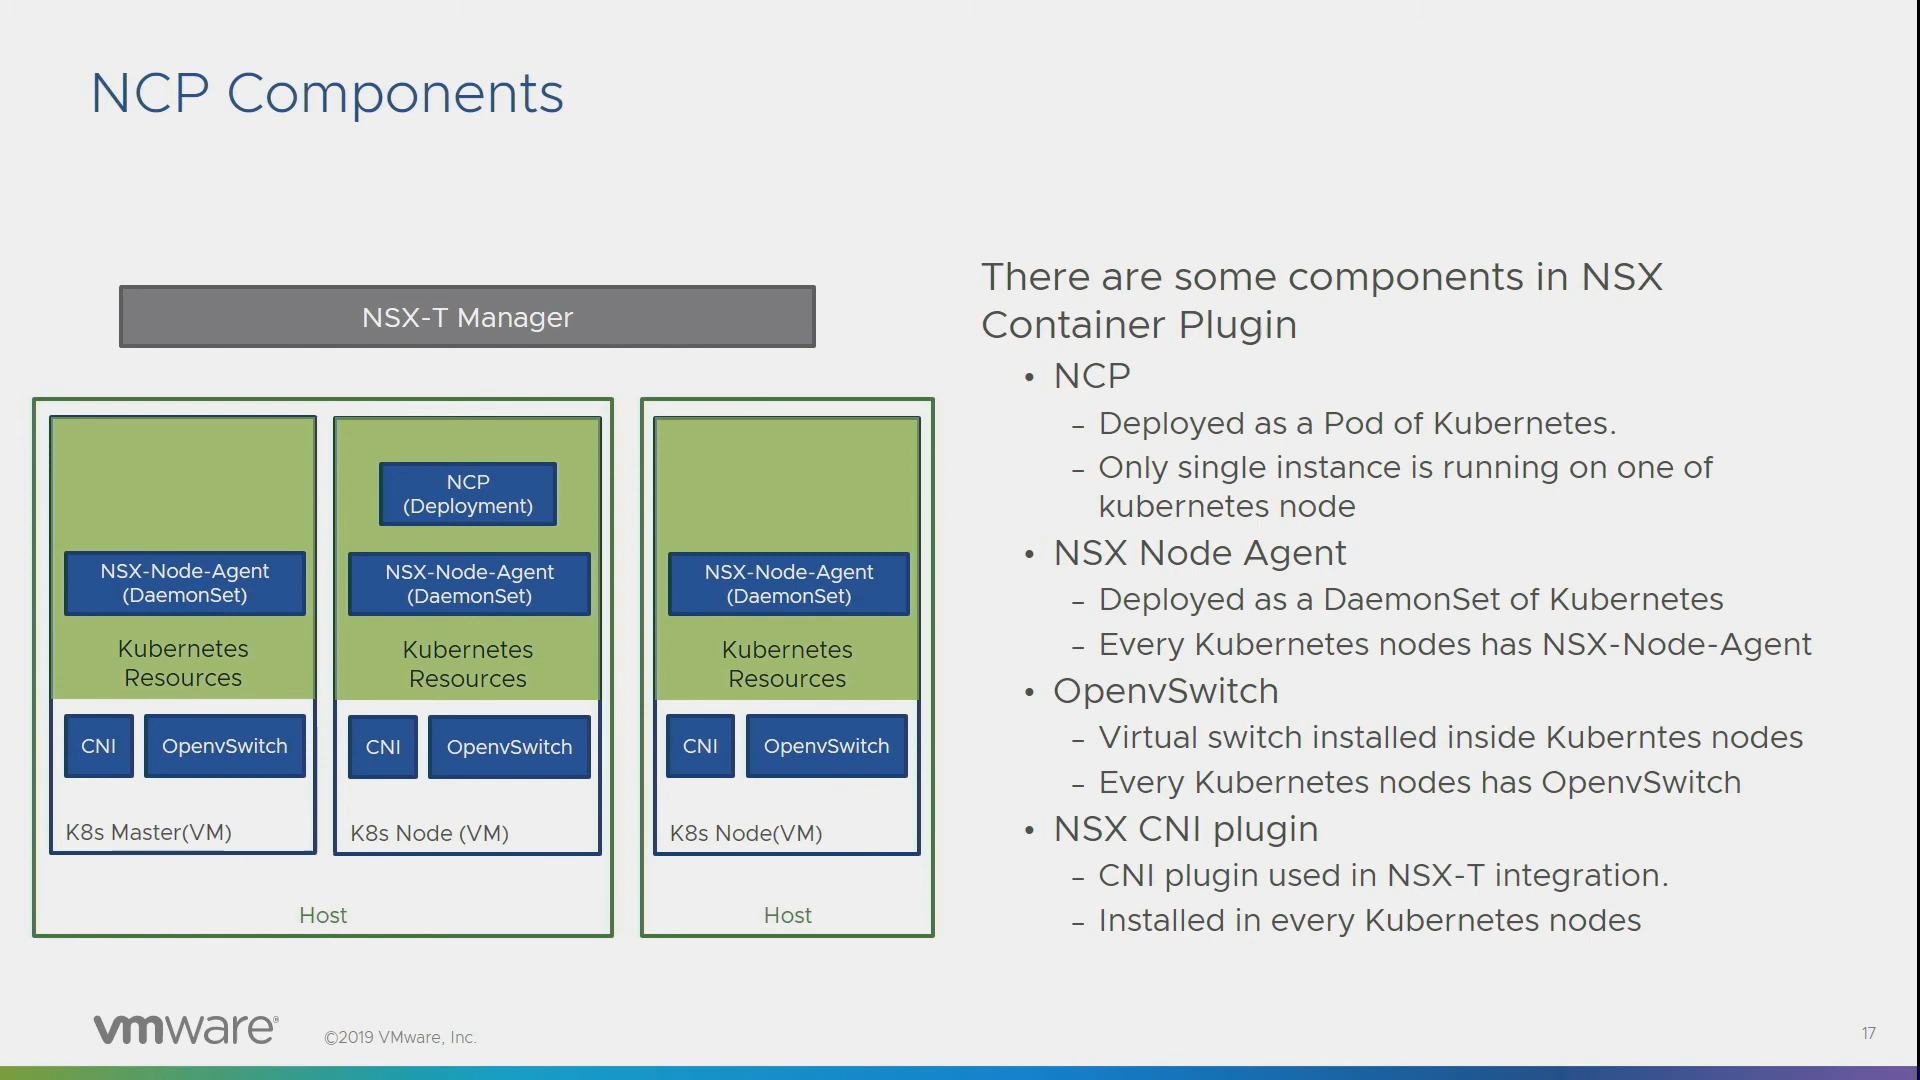 NCP Components
NSX-T Manager
NCP
(Deployment)
NSX-Node-Agent
(DaemonSet)
NSX-Node-Agent
(DaemonSet)
NSX-Node-Agent
(DaemonSet)
Kubernetes
Resources
Kubernetes
Resources
Kubernetes
Resources
CNI
OpenvSwitch
CNI
OpenvSwitch
CNI
OpenvSwitch
K8s Master(VM)
K8s Node (VM)
K8s Node(VM)
Host
Host
There are some components in NSX
Container Plugin
• NCP
– Deployed as a Pod of Kubernetes.
– Only single instance is running on one of
kubernetes node
• NSX Node Agent
– Deployed as a DaemonSet of Kubernetes
– Every Kubernetes nodes has NSX-Node-Agent
• OpenvSwitch
– Virtual switch installed inside Kuberntes nodes
– Every Kubernetes nodes has OpenvSwitch
• NSX CNI plugin
– CNI plugin used in NSX-T integration.
– Installed in every Kubernetes nodes
vmware®
©2019 VMware, Inc.
17